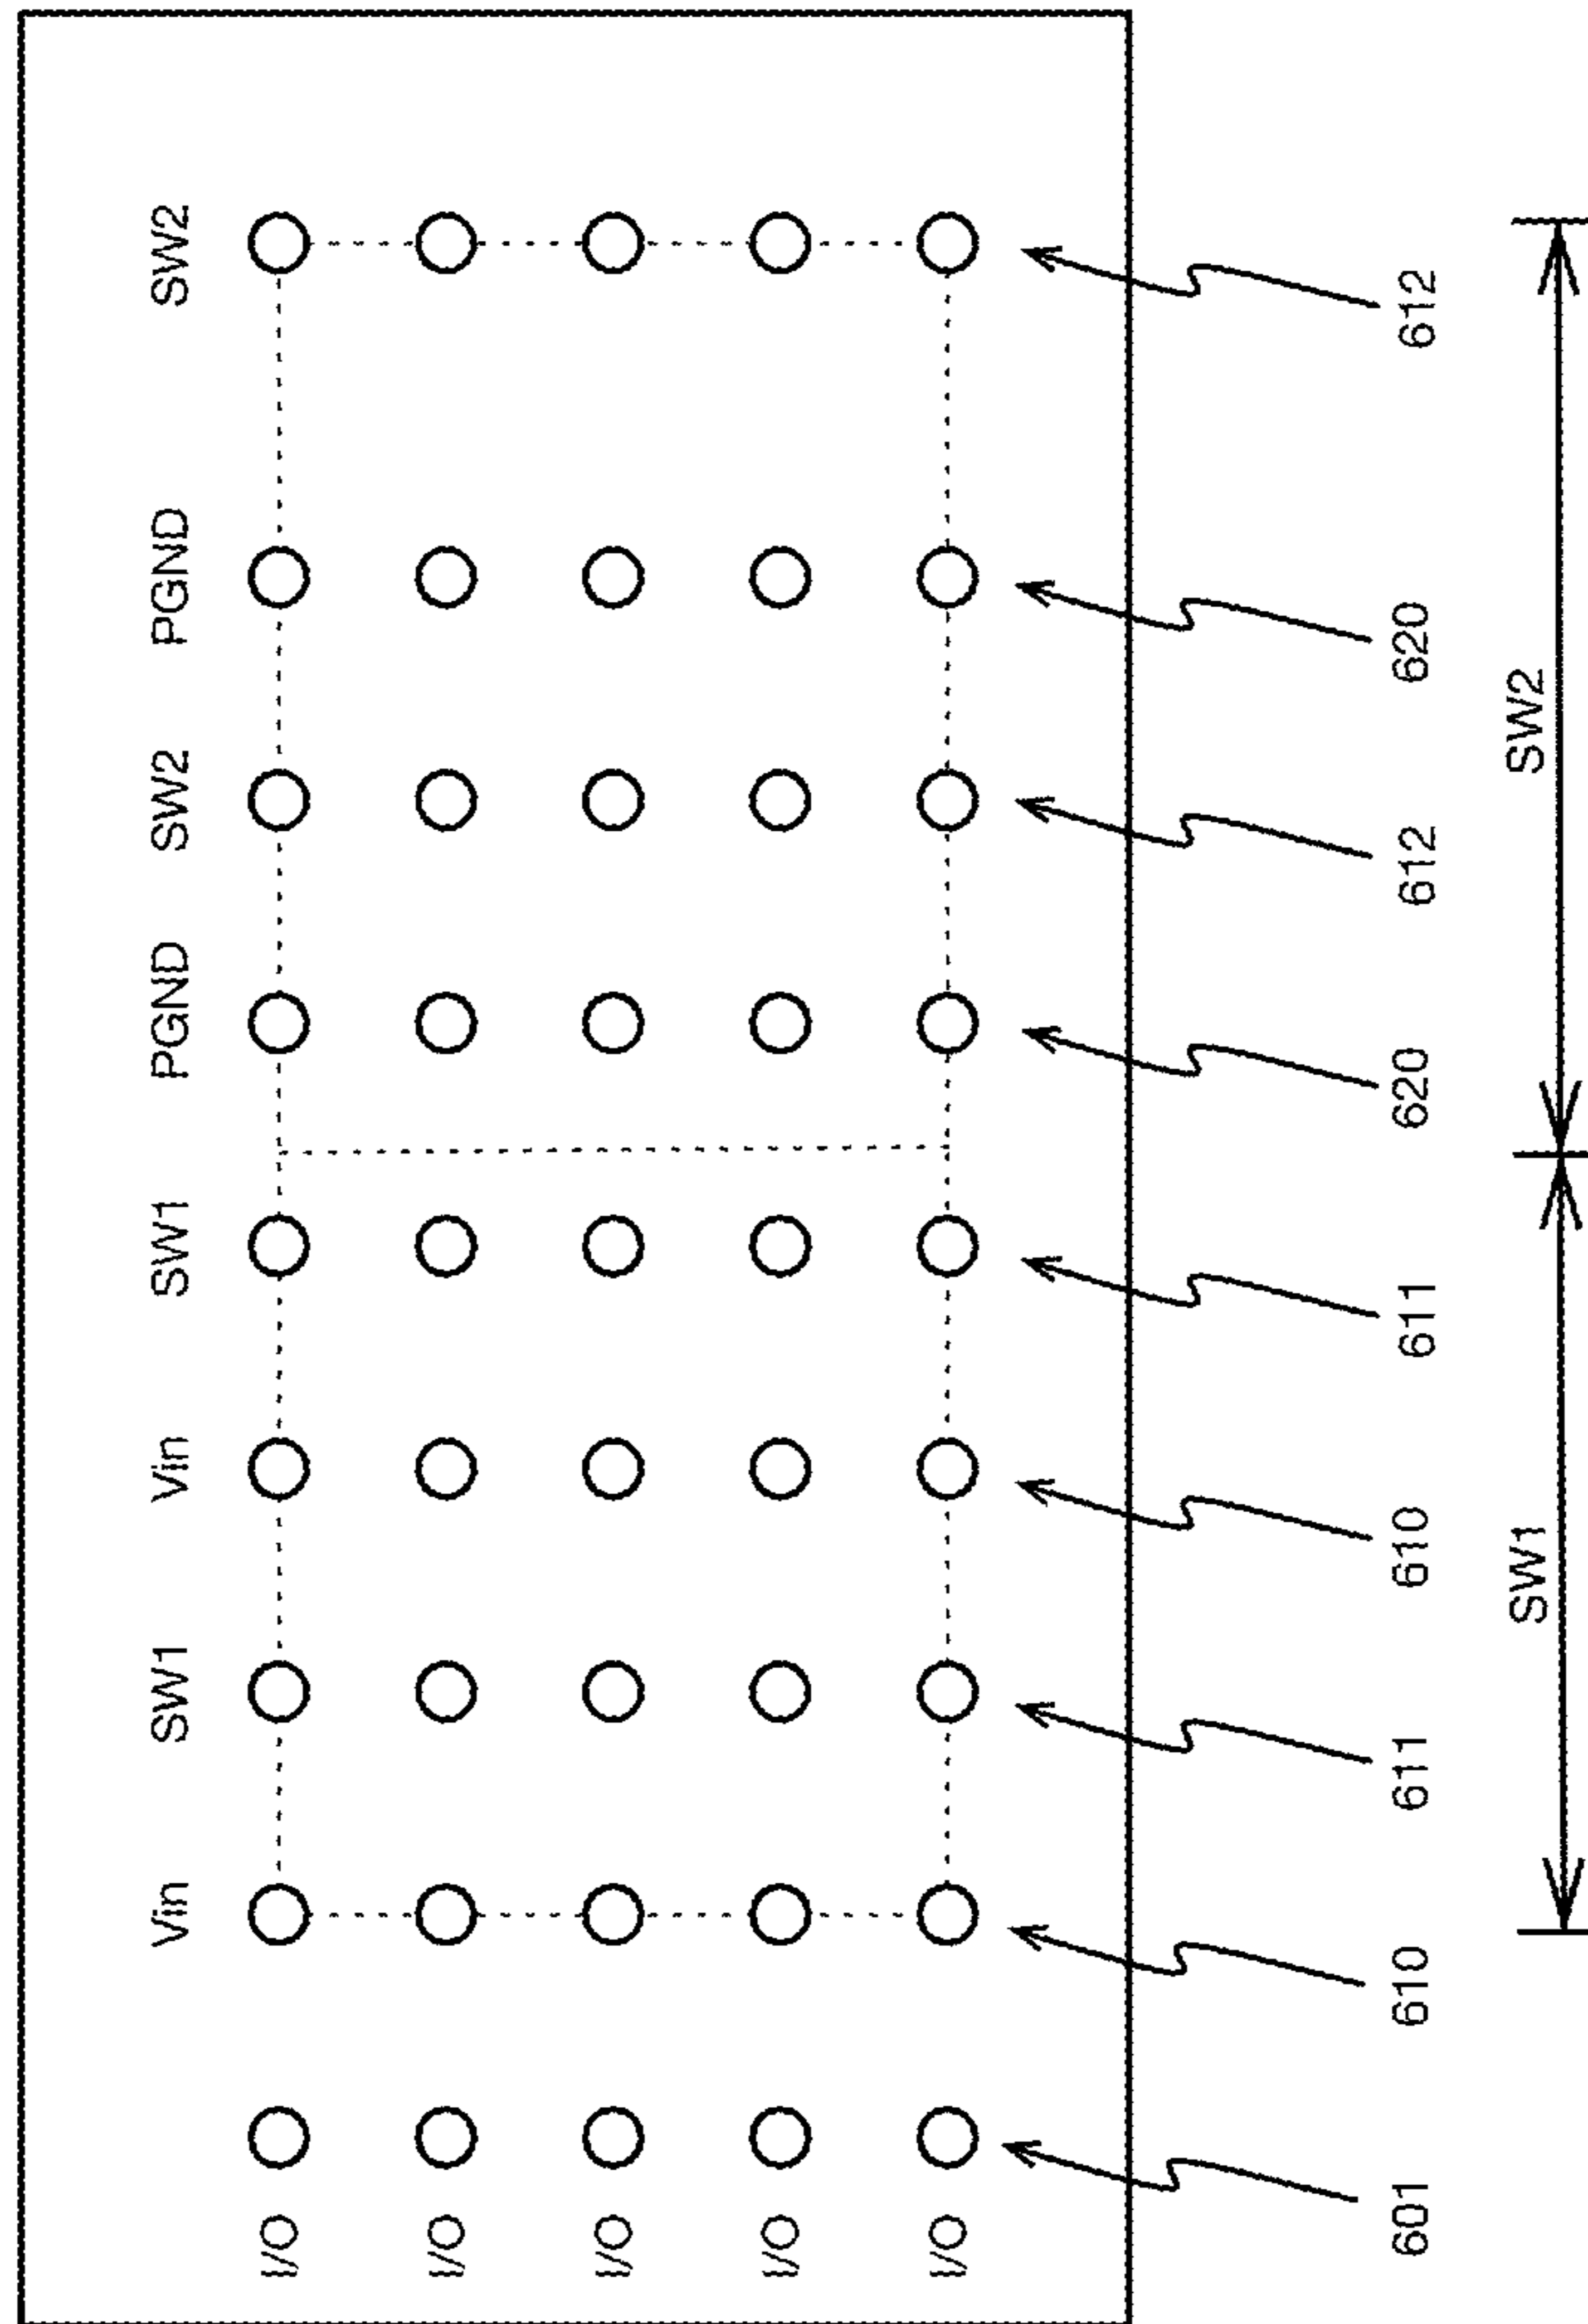 I/O
I/O
I/O
I/O
I/O
Vin
SW1
Vin
SW1
PGND
SW2
PGND
SW2
601
610
611
610
611
620
612
620
612
SW1
SW2